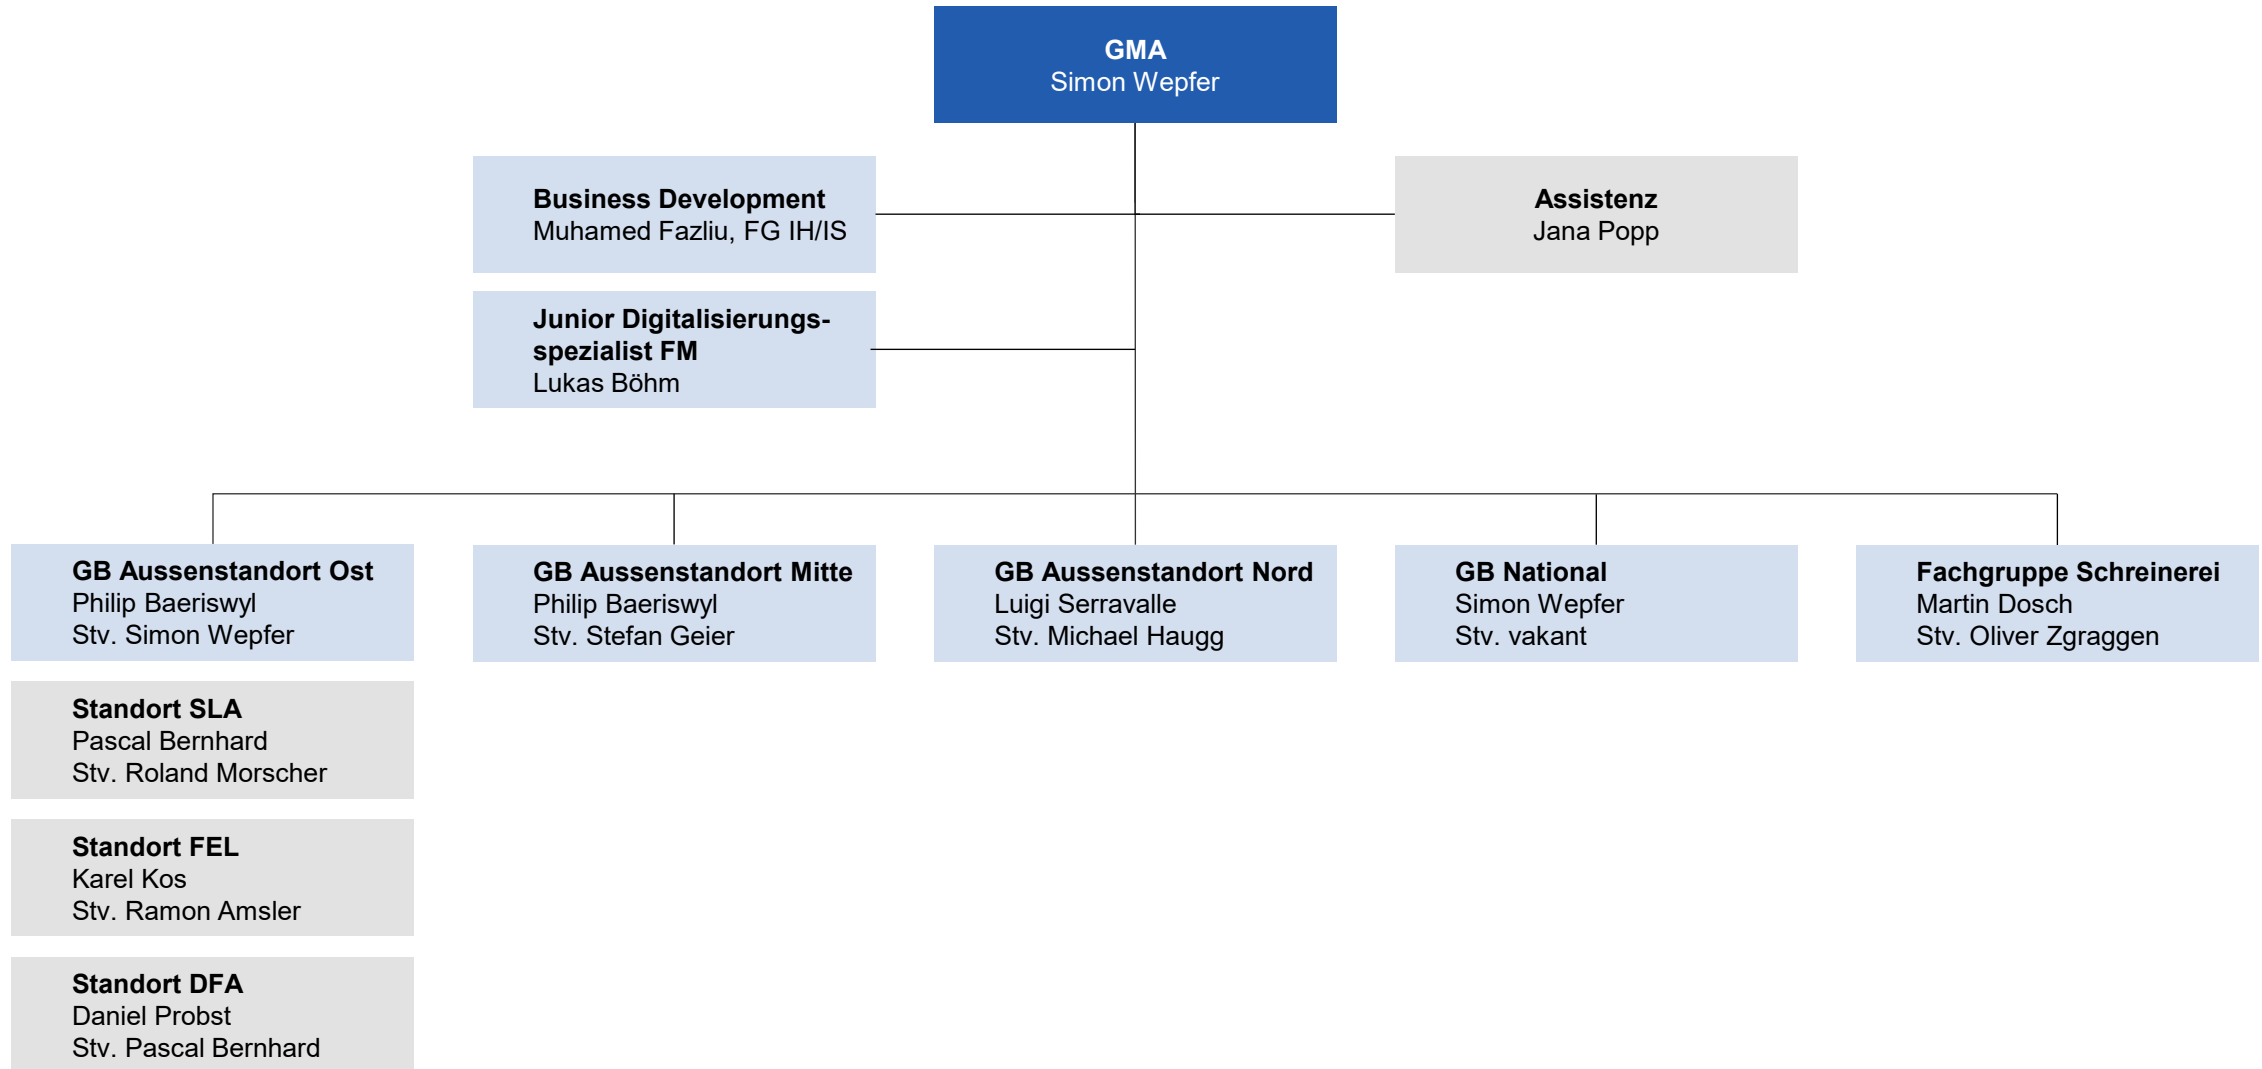 GMA
Simon Wepfer
Business Development
Muhamed Fazliu, FG IH/IS
Assistenz
Jana Popp
Junior Digitalisierungs-
spezialist FM
Lukas Böhm
GB Aussenstandort Ost
Philip Baeriswyl
Stv. Simon Wepfer
GB Aussenstandort Mitte
Philip Baeriswyl
Stv. Stefan Geier
GB Aussenstandort Nord
Luigi Serravalle
Stv. Michael Haugg
GB National
Simon Wepfer
Stv. vakant
Fachgruppe Schreinerei
Martin Dosch
Stv. Oliver Zgraggen
Standort SLA
Pascal Bernhard
Stv. Roland Morscher
Standort FEL
Karel Kos
Stv. Ramon Amsler
Standort DFA
Daniel Probst
Stv. Pascal Bernhard